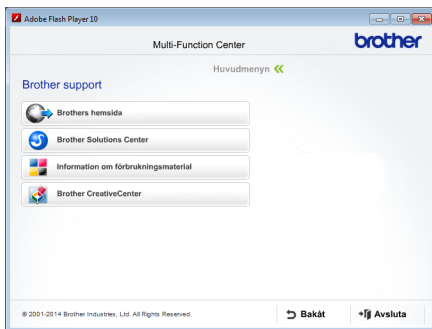 Adobe Flash Player 10
Multi-Function Center
brother
Huvudmenyn
Brother support
Brothers hemsida
Brother Solutions Center
Information om förbrukningsmaterial
Brother CreativeCenter
© 2001-2014 Brother Industries, Ltd. All Rights Reserved.
Bakåt
Avsluta